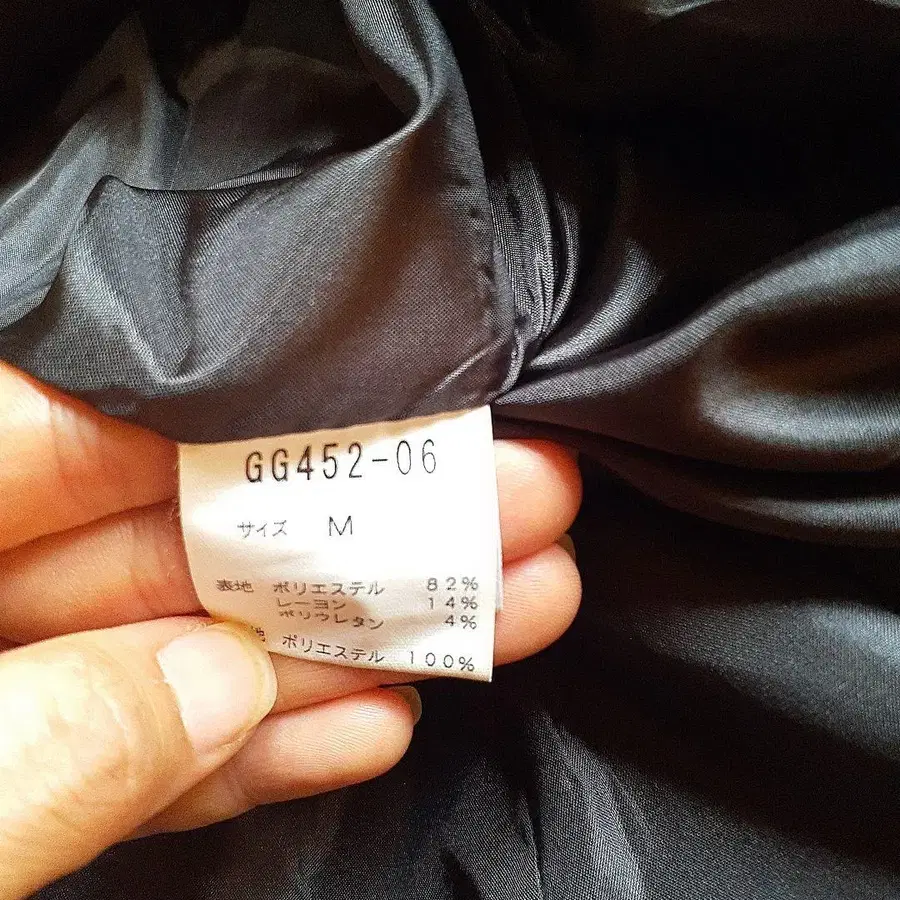 GG452-06
サイズ M
表地 ポリエステル 82%
レーヨン 14%
ポリウレタン 4%
地 ポリエステル 100%